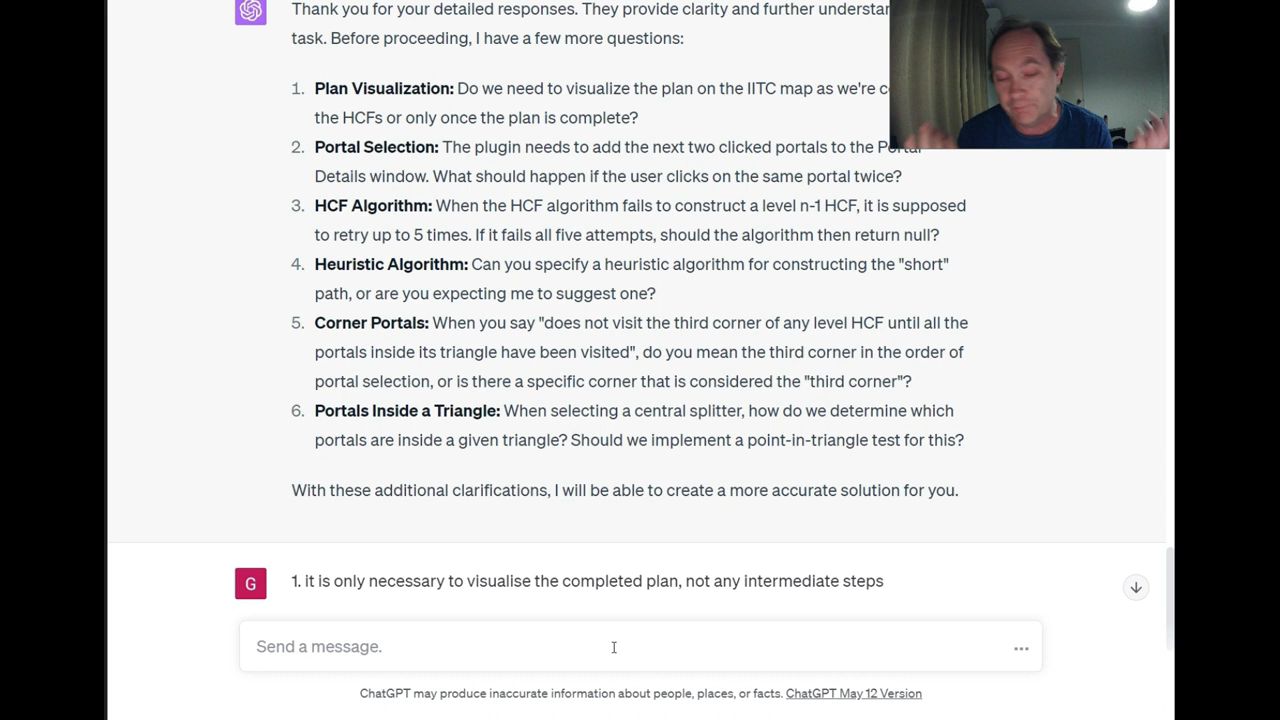 Thank you for your detailed responses. They provide clarity and further
task. Before proceeding, I have a few more questions:
1. Plan Visualization: Do we need to visualize the plan on the IITC map as we're
the HCFs or only once the plan is complete?
2. Portal Selection: The plugin needs to add the next two clicked portals to the Portal
Details window. What should happen if the user clicks on the same portal twice?
3. HCF Algorithm: When the HCF algorithm fails to construct a level n-1 HCF, it is supposed
to retry up to 5 times. If it fails all five attempts, should the algorithm then return null?
4. Heuristic Algorithm: Can you specify a heuristic algorithm for constructing the "short"
path, or are you expecting me to suggest one?
5. Corner Portals: When you say "does not visit the third corner of any level HCF until all the
portals inside its triangle have been visited", do you mean the third corner in the order of
portal selection, or is there a specific corner that is considered the "third corner"?
6. Portals Inside a Triangle: When selecting a central splitter, how do we determine which
portals are inside a given triangle? Should we implement a point-in-triangle test for this?
With these additional clarifications, I will be able to create a more accurate solution for you.
G
1. it is only necessary to visualise the completed plan, not any intermediate steps
Send a message.
ChatGPT may produce inaccurate information about people, places, or facts. ChatGPT May 12 Version